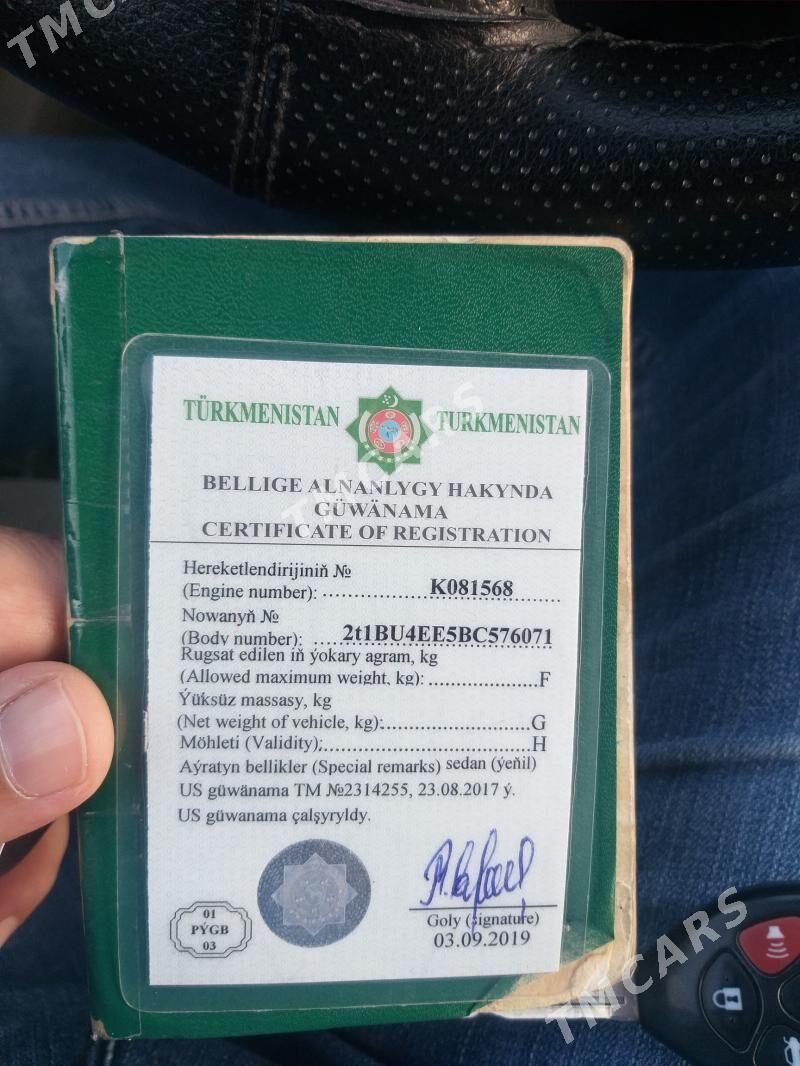 TMCARS
TÜRKMENISTAN TURKMENISTAN
TMCARS
BELLIGE ALNANLYGY HAKYNDA
GÜWÄNAMA
CERTIFICATE OF REGISTRATION
Hereketlendirijiniň №
(Engine number): ........................... K081568
Nowanyň №
(Body number): ..... 2t1BU4EE5BC576071
Rugsat edilen iň ýokary agram, kg
(Allowed maximum weight, kg): ........................F
Ýüksüz massasy, kg
(Net weight of vehicle, kg):................................G
Möhleti (Validity):............................................H
Aýratyn bellikler (Special remarks) sedan (ýeňil)
US güwänama TM №2314255, 23.08.2017 ý.
US güwanama çalşyryldy.
01
PÝGB
03
Goly (signature)
03.09.2019
TMCARS